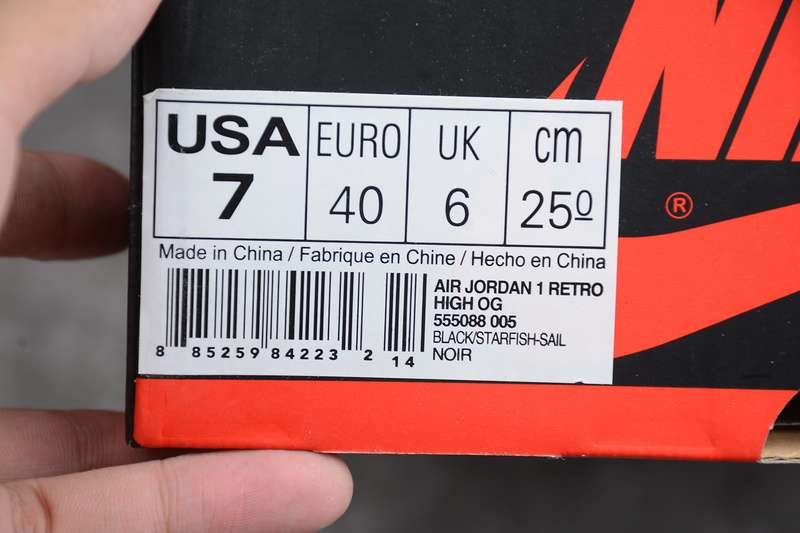 USA EURO UK cm
7 40 6 25º
Made in China / Fabrique en Chine / Hecho en China
AIR JORDAN 1 RETRO
HIGH OG
555088 005
BLACK/STARFISH-SAIL
NOIR
8 85259 84223 2 14
®